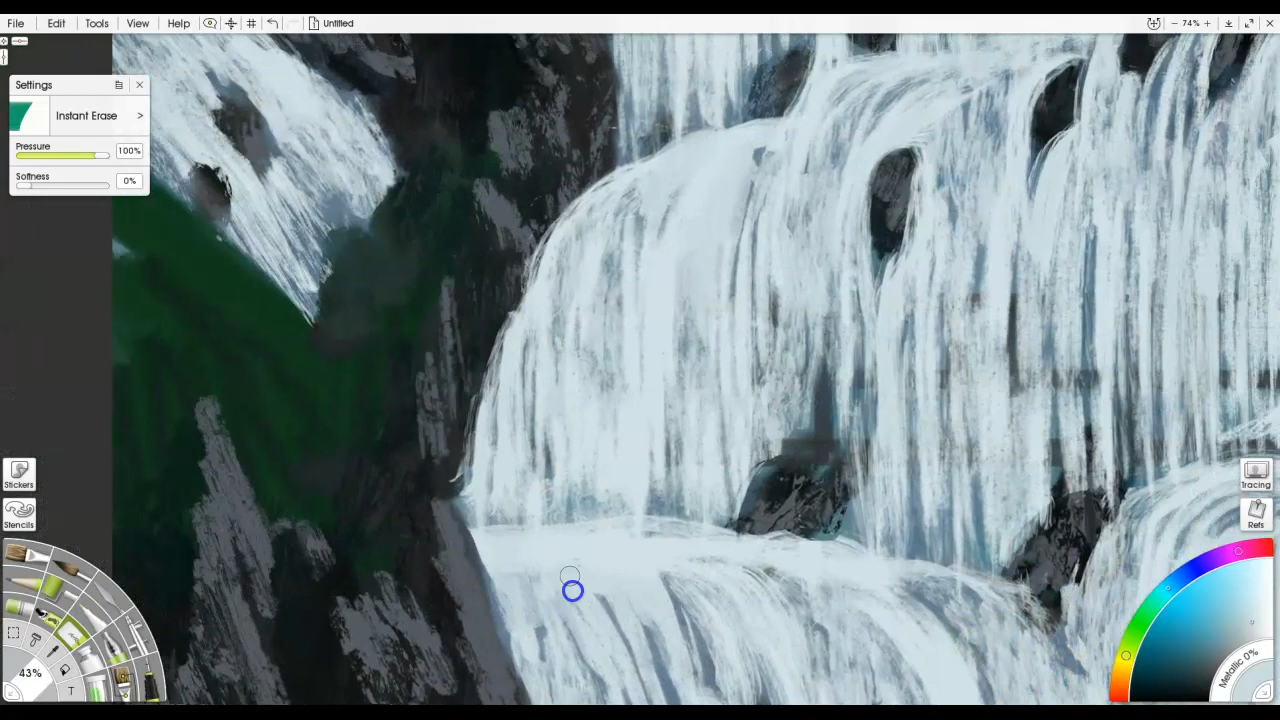 File Edit Tools View Help Untitled 74%
Settings
Instant Erase
Pressure
100%
Softness
0%
Stickers
Stencils
Tracing
Refs
43%
T
Metallic 0%